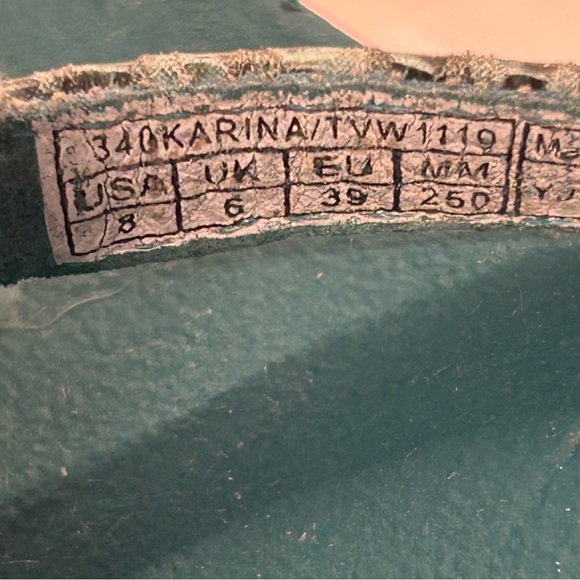 340KARINA/TVW1119
USA UK EU MM
8 6 39 250